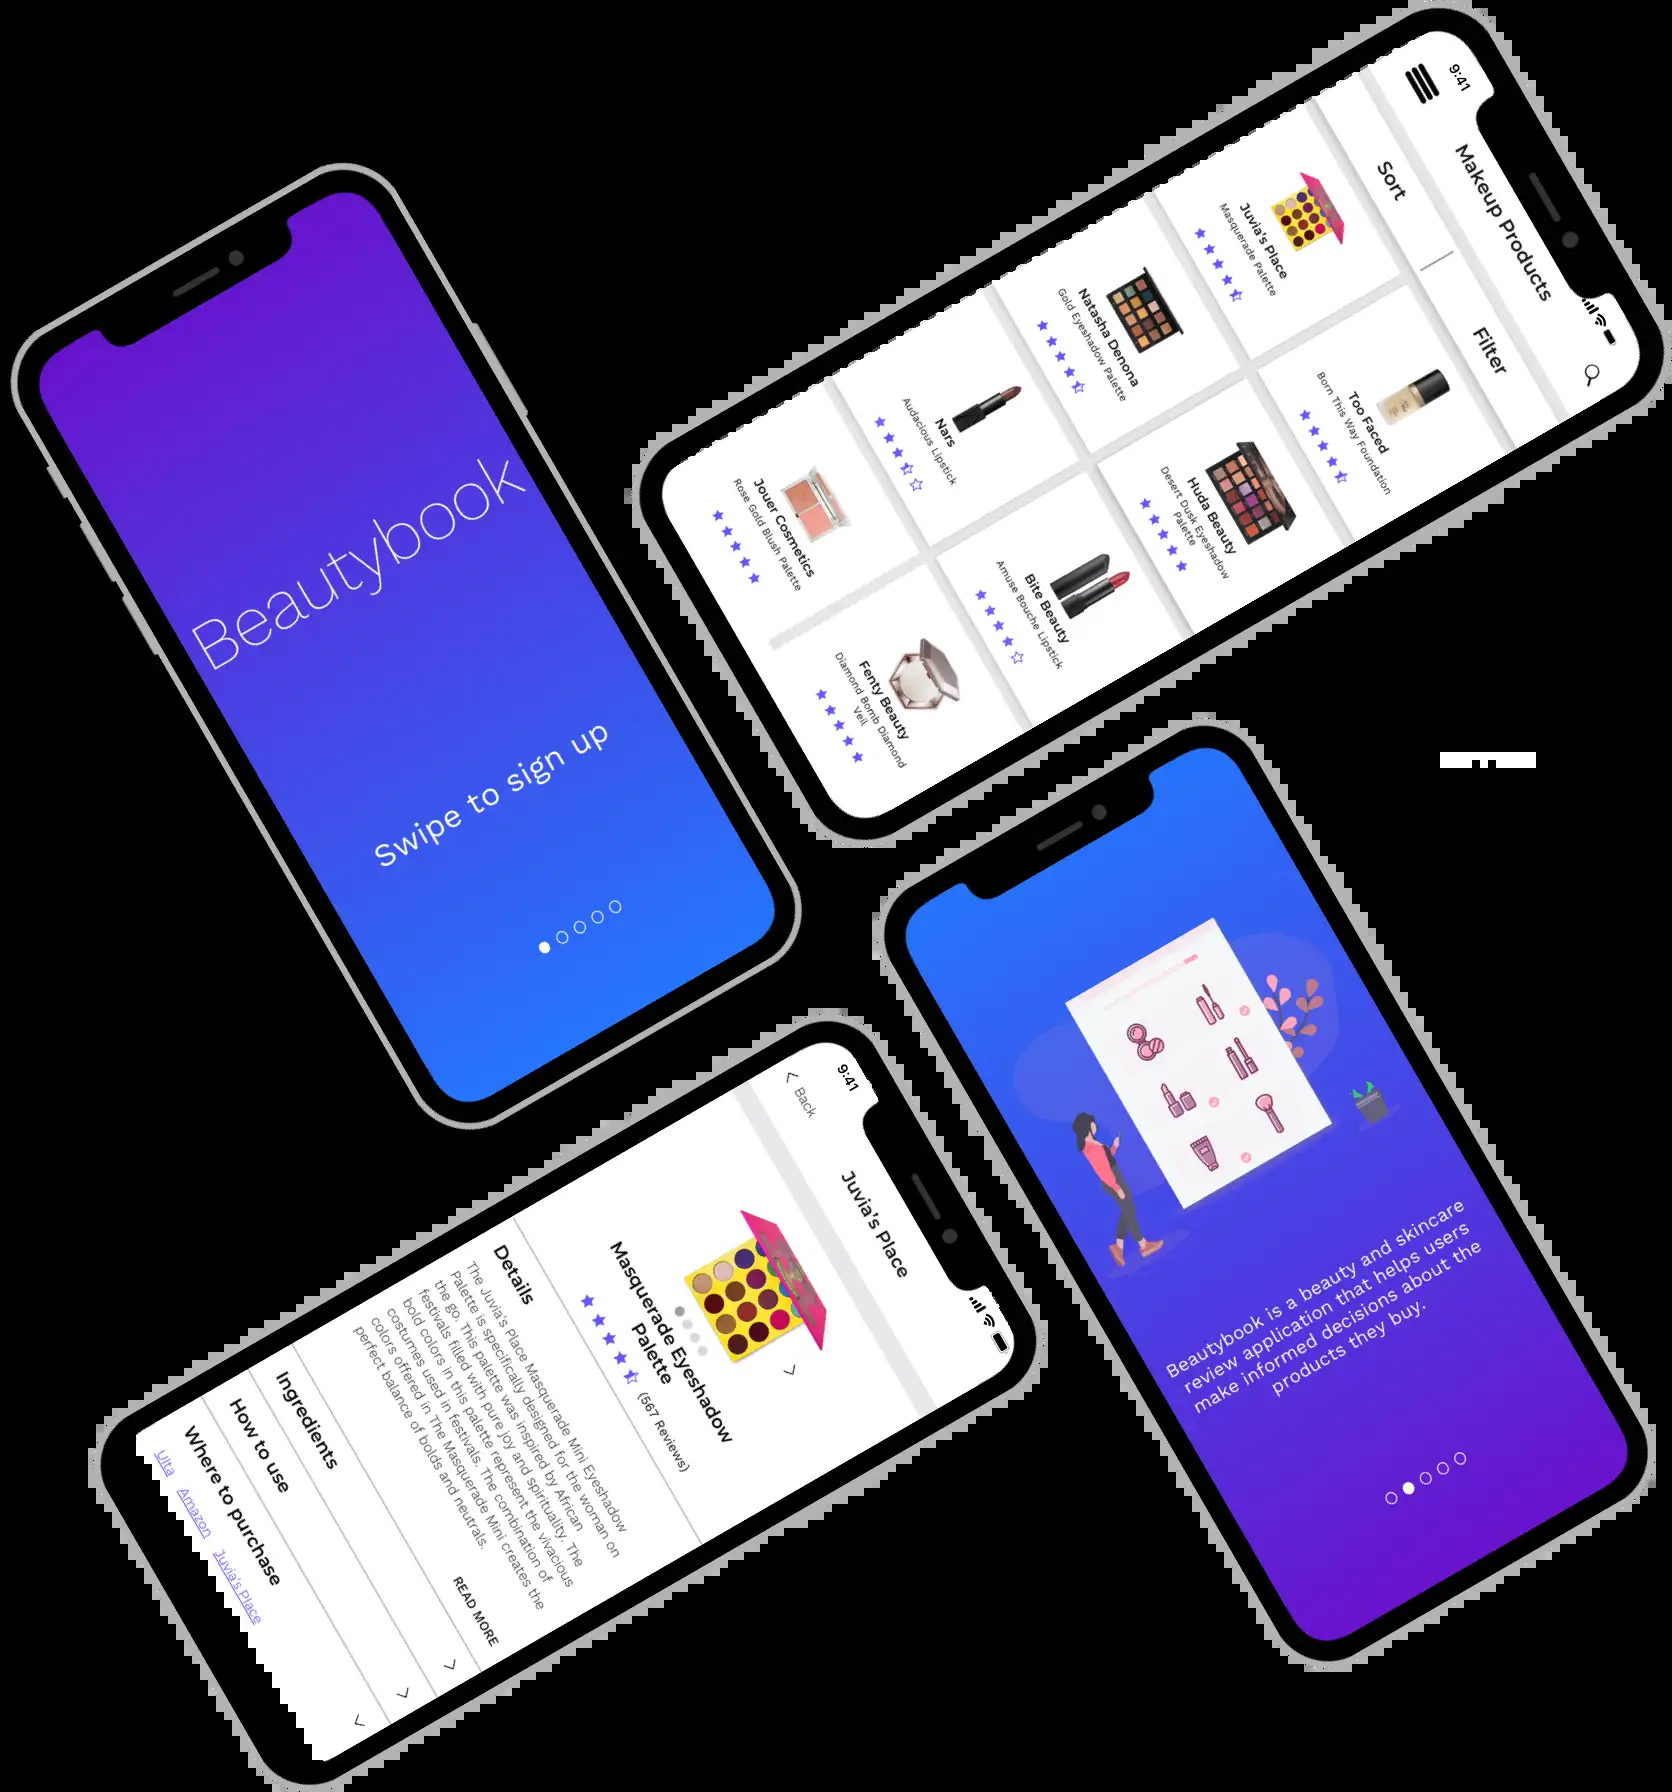 Beautybook
Swipe to sign up
9:41
Makeup Products
Sort
Filter
Juvia's Place
Masquerade Palette
Too Faced
Born This Way Foundation
Natasha Denona
Gold Eyeshadow Palette
Huda Beauty
Desert Dusk Eyeshadow
Palette
Nars
Audacious Lipstick
Bite Beauty
Amuse Bouche Lipstick
Jouer Cosmetics
Rose Gold Blush Palette
Fenty Beauty
Diamond Bomb Diamond
Veil
9:41
Back
Juvia's Place
Masquerade Eyeshadow
Palette
(567 Reviews)
Details
The Juvia's Place Masquerade Mini Eyeshadow
Palette is specifically designed for the woman on
the go. This palette was inspired by African
festivals filled with pure joy and spirituality. The
bold colors in this palette represent the vivacious
costumes used in festivals. The combination of
colors offered in The Masquerade Mini creates the
perfect balance of bolds and neutrals.
READ MORE
Ingredients
How to use
Where to purchase
Ulta Amazon Juvia's Place
Beautybook is a beauty and skincare
review application that helps users
make informed decisions about the
products they buy.